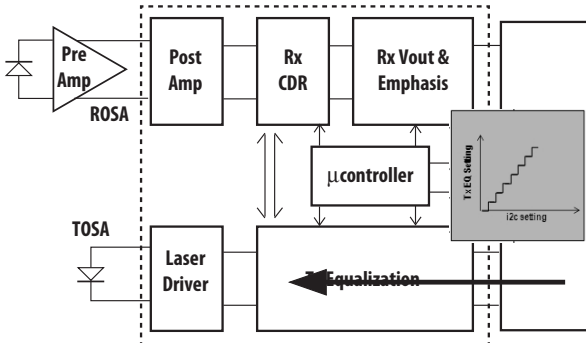 Pre
Amp
ROSA
Post
Amp
Rx
CDR
Rx Vout &
Emphasis
µcontroller
TxEQ Setting
i2c setting
TOSA
Laser
Driver
Equalization